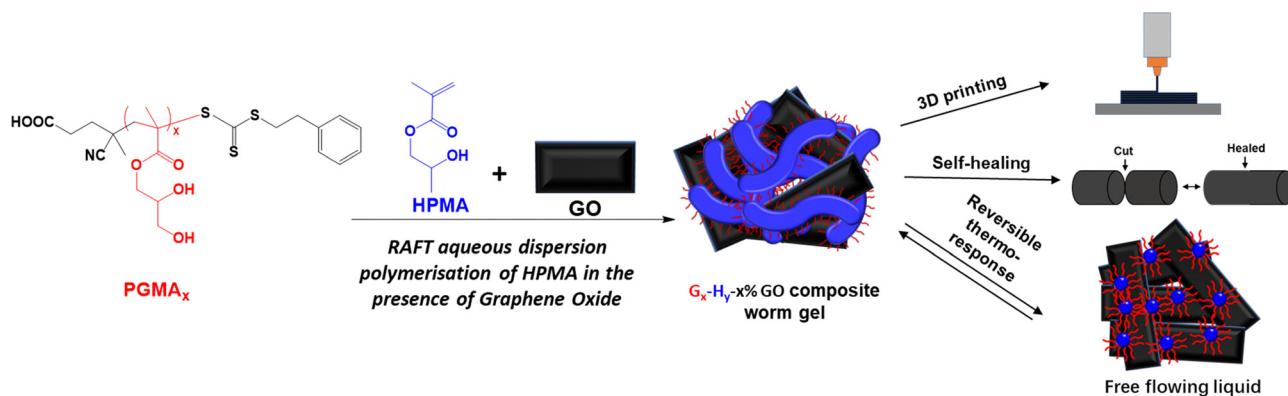 HOOC
NC
x
S
S
S
O
O
OH
OH
PGMAx
O
O
OH
HPMA
+
GO
RAFT aqueous dispersion
polymerisation of HPMA in the
presence of Graphene Oxide
Gx-Hy-x% GO composite
worm gel
3D printing
Self-healing
Reversible
thermo-
response
Cut
Healed
Free flowing liquid